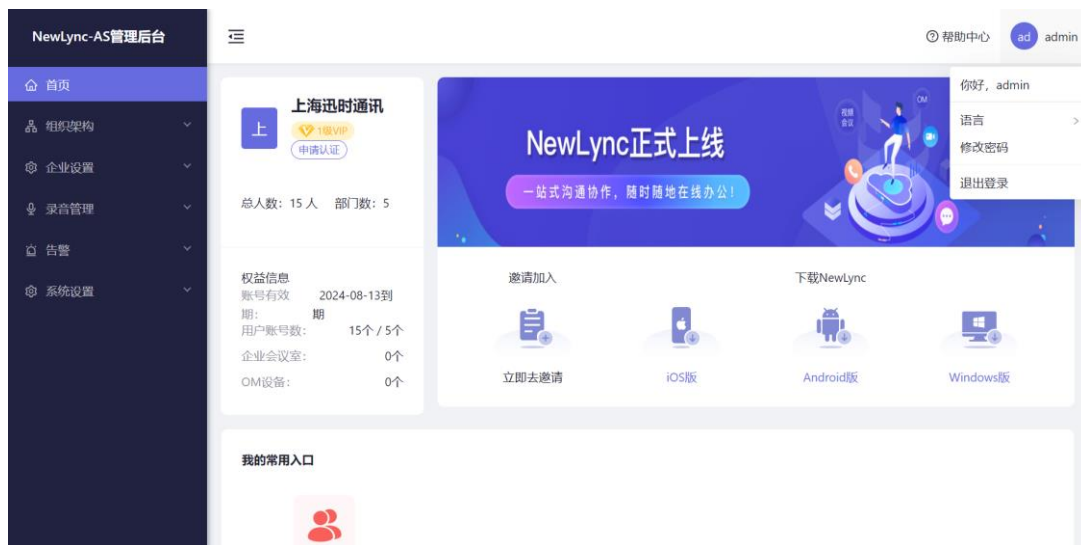 NewLync-AS管理后台
帮助中心
ad
admin
首页
组织架构
企业设置
录音管理
告警
系统设置
上
上海迅时通讯
1级VIP
申请认证
总人数：15 人 部门数：5
权益信息
账号有效期： 2024-08-13到期
用户账号数： 15个 / 5个
企业会议室： 0个
OM设备： 0个
NewLync正式上线
一站式沟通协作，随时随地在线办公！
视频会议
OM
你好，admin
语言
修改密码
退出登录
邀请加入
立即去邀请
下载NewLync
iOS版
Android版
Windows版
我的常用入口